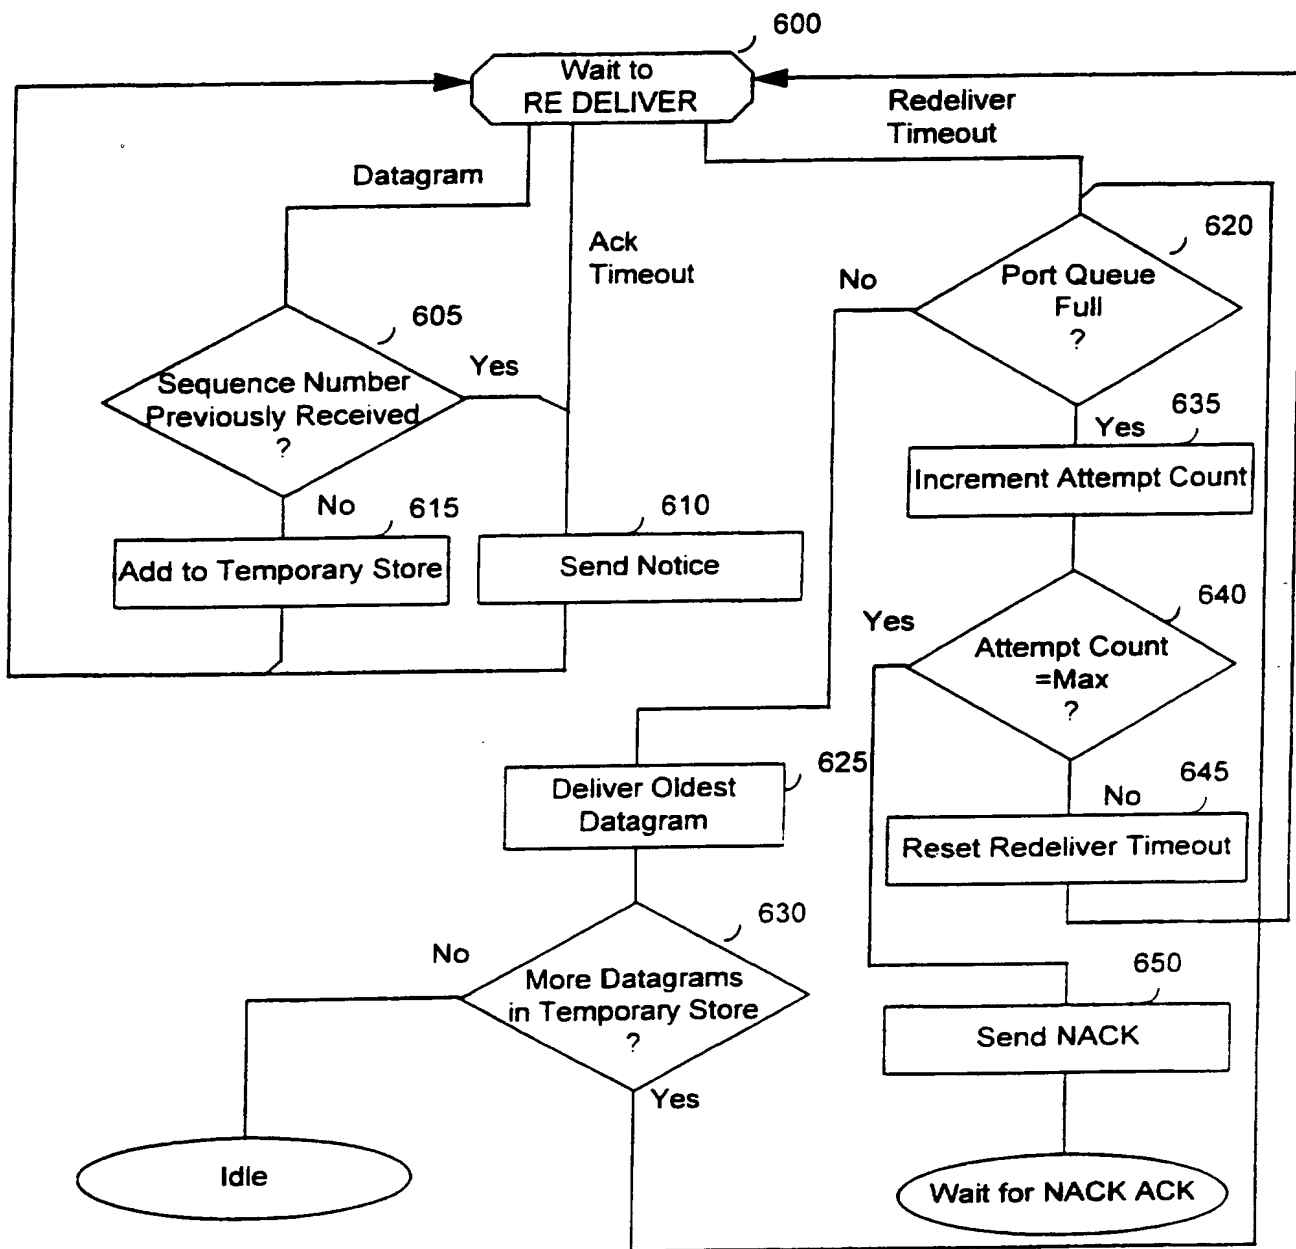 600
Wait to
RE DELIVER
Redeliver
Timeout
Datagram
Ack
Timeout
620
No
Port Queue
Full
?
605
Yes
Sequence Number
Previously Received
?
635
Yes
Increment Attempt Count
No
615
610
Add to Temporary Store
Send Notice
640
Yes
Attempt Count
=Max
?
625
Deliver Oldest
Datagram
645
No
Reset Redeliver Timeout
630
No
More Datagrams
in Temporary Store
?
650
Send NACK
Yes
Idle
Wait for NACK ACK